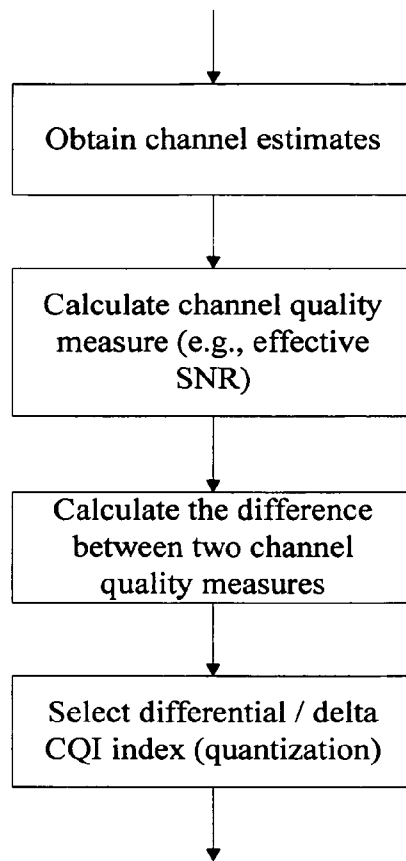 Obtain channel estimates
Calculate channel quality
measure (e.g., effective
SNR)
Calculate the difference
between two channel
quality measures
Select differential / delta
CQI index (quantization)